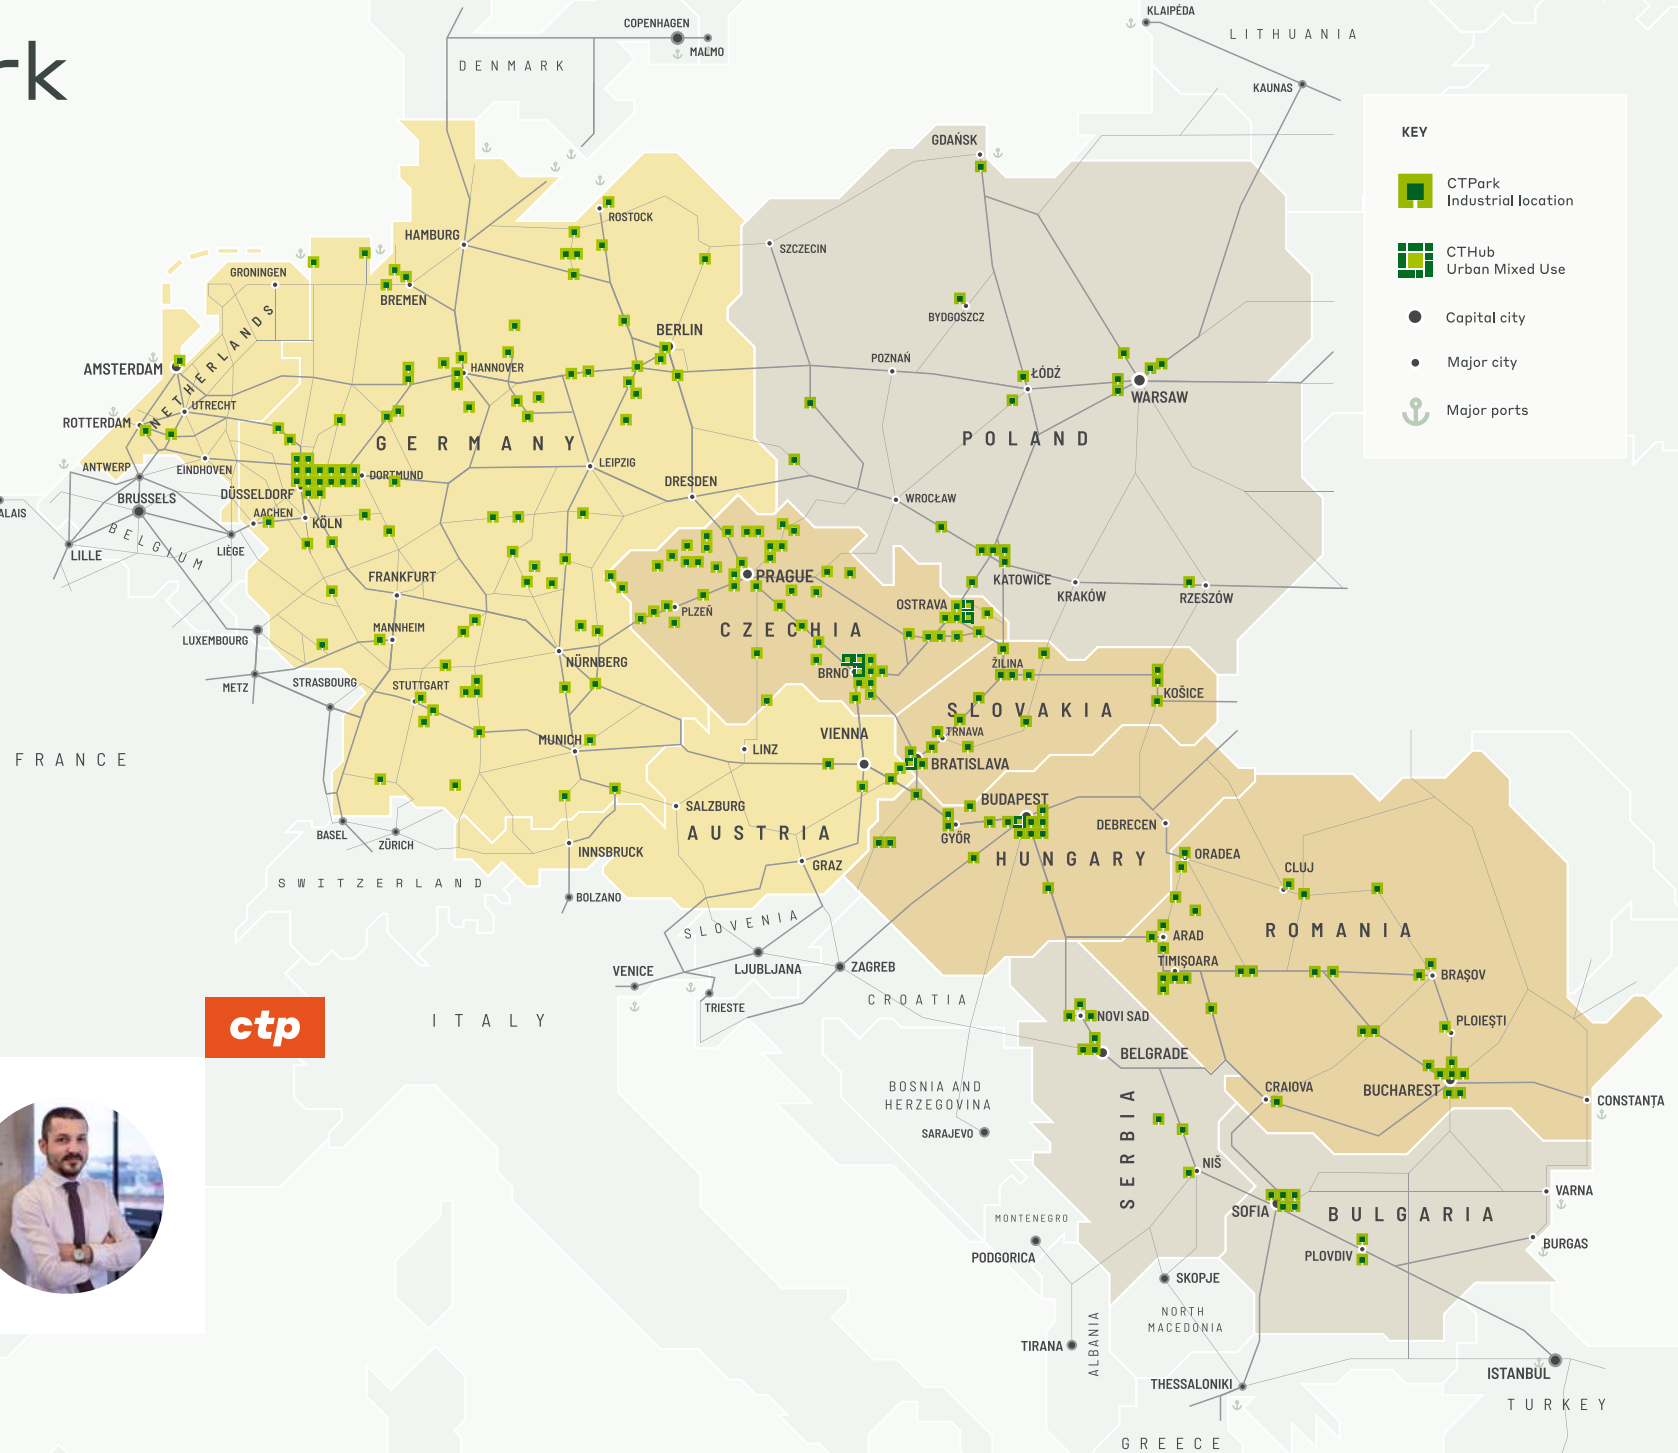 rk
KLAIPĖDA
LITHUANIA
COPENHAGEN
MALMO
DENMARK
KAUNAS
KEY
CTPark
Industrial location
CTHub
Urban Mixed Use
Capital city
Major city
Major ports
GDAŃSK
ROSTOCK
HAMBURG
SZCZECIN
GRONINGEN
BREMEN
BYDGOSZCZ
BERLIN
NETHERLANDS
AMSTERDAM
HANNOVER
POZNAŃ
ŁÓDŹ
WARSAW
UTRECHT
ROTTERDAM
GERMANY
POLAND
ANTWERP
EINDHOVEN
DORTMUND
LEIPZIG
DRESDEN
BRUSSELS
DÜSSELDORF
WROCŁAW
ALAIS
AACHEN
KÖLN
BELGIUM
LILLE
LIÈGE
FRANKFURT
PRAGUE
KATOWICE
KRAKÓW
RZESZÓW
OSTRAVA
PLZEŇ
CZECHIA
MANNHEIM
LUXEMBOURG
NÜRNBERG
BRNO
ŽILINA
METZ
STRASBOURG
STUTTGART
KOŠICE
SLOVAKIA
TRNAVA
VIENNA
MUNICH
LINZ
FRANCE
BRATISLAVA
SALZBURG
BUDAPEST
AUSTRIA
GYŐR
DEBRECEN
BASEL
ZÜRICH
INNSBRUCK
HUNGARY
ORADEA
GRAZ
CLUJ
SWITZERLAND
BOLZANO
SLOVENIA
ROMANIA
ARAD
TIMIȘOARA
VENICE
LJUBLJANA
ZAGREB
BRAȘOV
CROATIA
TRIESTE
ctp
ITALY
NOVI SAD
PLOIEȘTI
BELGRADE
BOSNIA AND
HERZEGOVINA
CRAIOVA
BUCHAREST
CONSTANȚA
SARAJEVO
SERBIA
NIŠ
VARNA
SOFIA
BULGARIA
MONTENEGRO
PODGORICA
BURGAS
PLOVDIV
SKOPJE
NORTH
MACEDONIA
TIRANA
ALBANIA
ISTANBUL
THESSALONIKI
TURKEY
GREECE